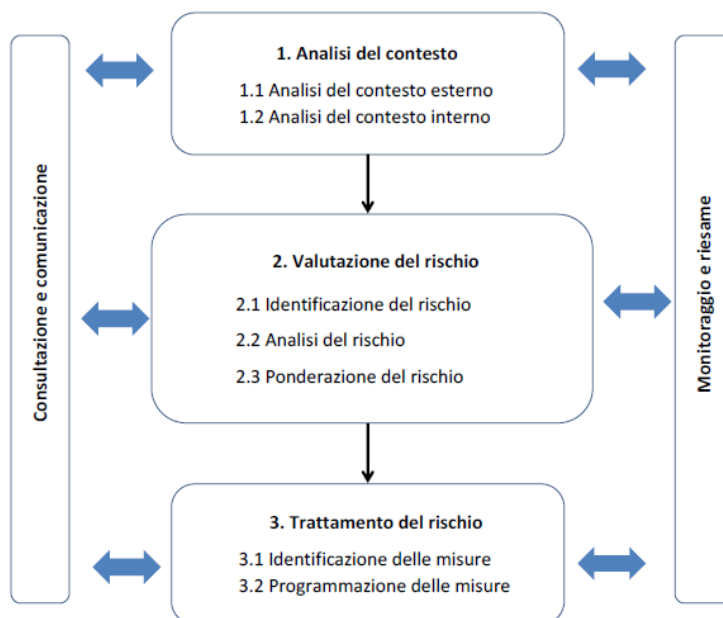 Consultazione e comunicazione
1. Analisi del contesto
1.1 Analisi del contesto esterno
1.2 Analisi del contesto interno
2. Valutazione del rischio
2.1 Identificazione del rischio
2.2 Analisi del rischio
2.3 Ponderazione del rischio
3. Trattamento del rischio
3.1 Identificazione delle misure
3.2 Programmazione delle misure
Monitoraggio e riesame